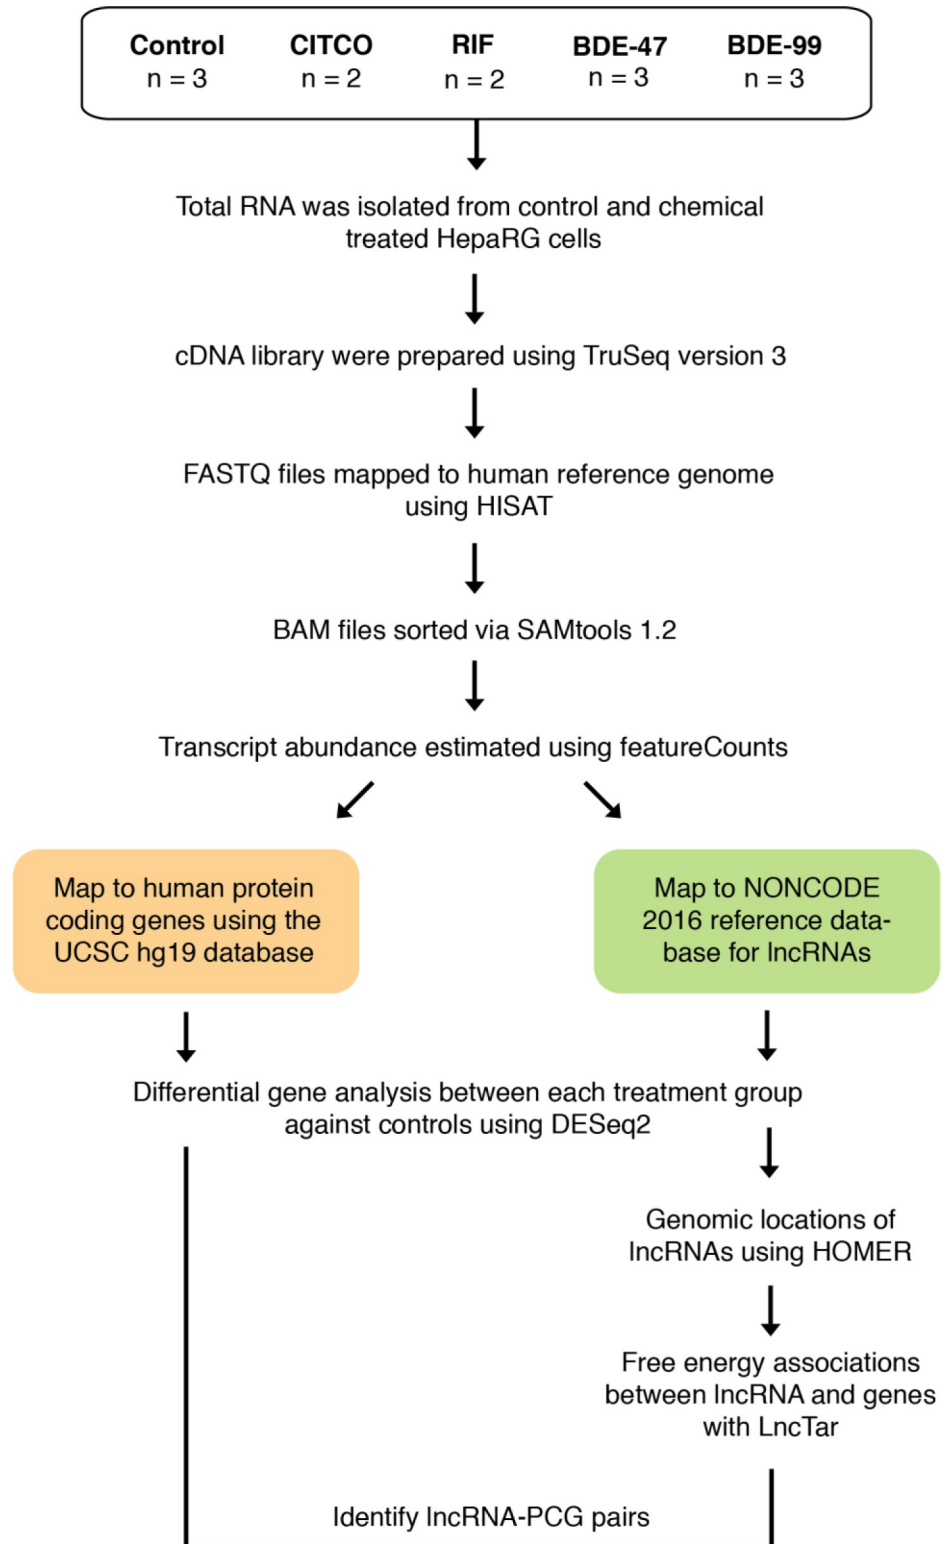 Control CITCO RIF BDE-47 BDE-99
n = 3 n = 2 n = 2 n = 3 n = 3
Total RNA was isolated from control and chemical
treated HepaRG cells
cDNA library were prepared using TruSeq version 3
FASTQ files mapped to human reference genome
using HISAT
BAM files sorted via SAMtools 1.2
Transcript abundance estimated using featureCounts
Map to human protein
coding genes using the
UCSC hg19 database
Map to NONCODE
2016 reference data-
base for lncRNAs
Differential gene analysis between each treatment group
against controls using DESeq2
Genomic locations of
lncRNAs using HOMER
Free energy associations
between lncRNA and genes
with LncTar
Identify lncRNA-PCG pairs